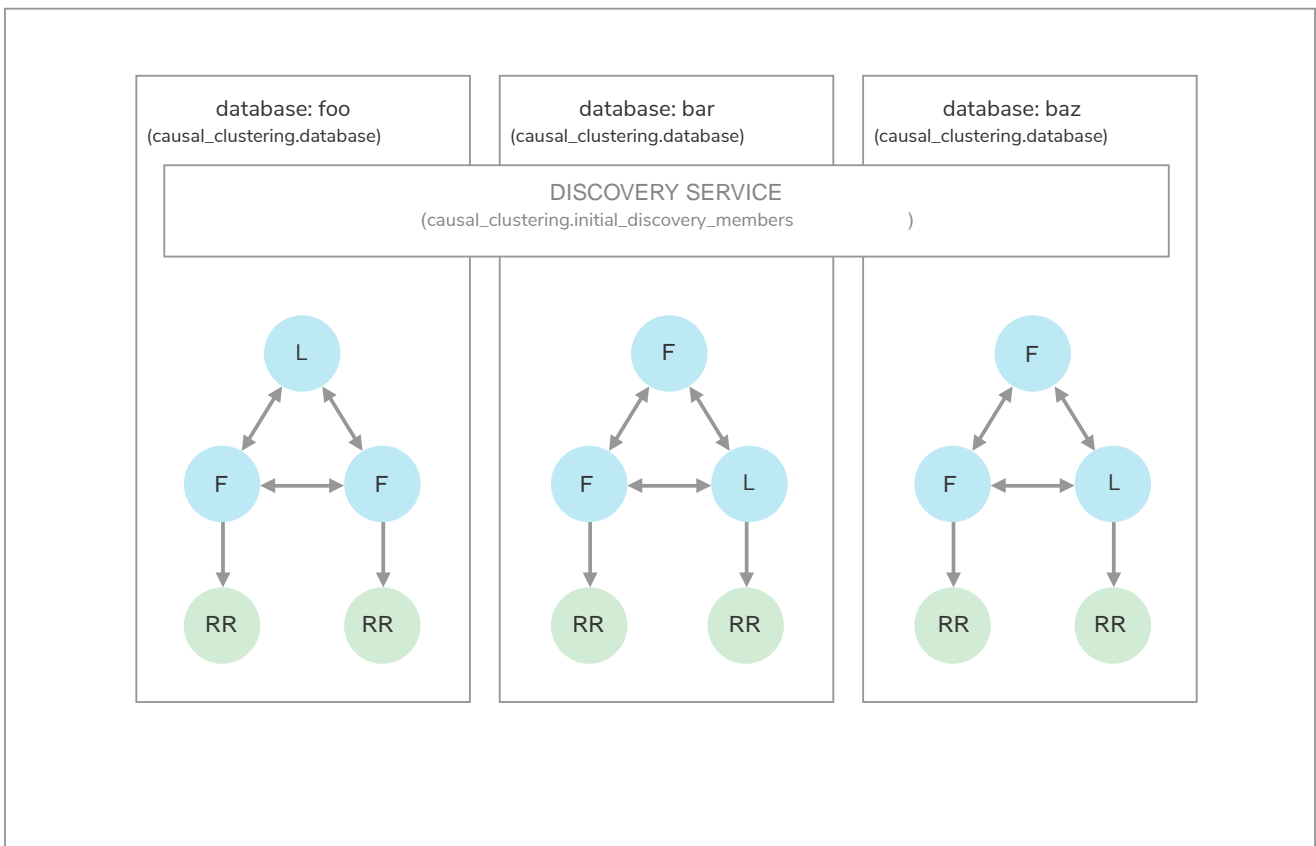 database: foo
(causal_clustering.database)
database: bar
(causal_clustering.database)
database: baz
(causal_clustering.database)
DISCOVERY SERVICE
(causal_clustering.initial_discovery_members )
L
F
F
RR
RR
F
F
L
RR
RR
F
F
L
RR
RR